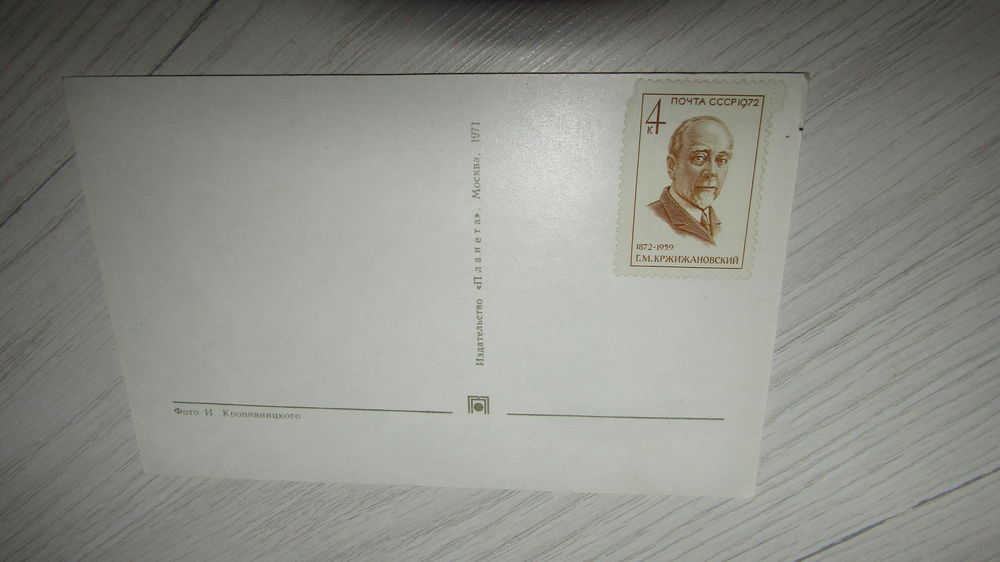 ПОЧТА СССР 1972
4
К
1872-1959
Г.М.КРЖИЖАНОВСКИЙ
Издательство «Планета». Москва. 1971
Фото И. Кропивницкого